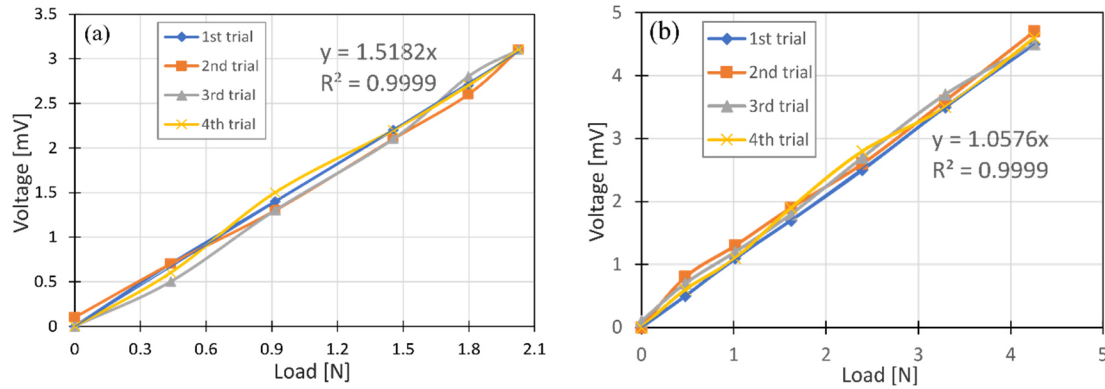 (a)
1st trial
2nd trial
3rd trial
4th trial
y = 1.5182x
R² = 0.9999
3.5
3
2.5
2
1.5
1
0.5
0
Voltage [mV]
0 0.3 0.6 0.9 1.2 1.5 1.8 2.1
Load [N]
(b)
1st trial
2nd trial
3rd trial
4th trial
y = 1.0576x
R² = 0.9999
5
4
3
2
1
0
Voltage [mV]
0 1 2 3 4 5
Load [N]